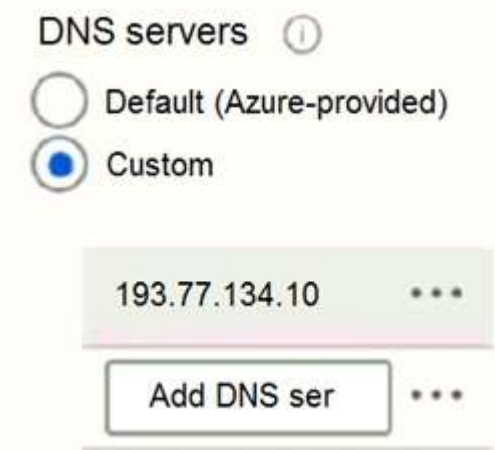 DNS servers
Default (Azure-provided)
Custom
193.77.134.10
Add DNS ser